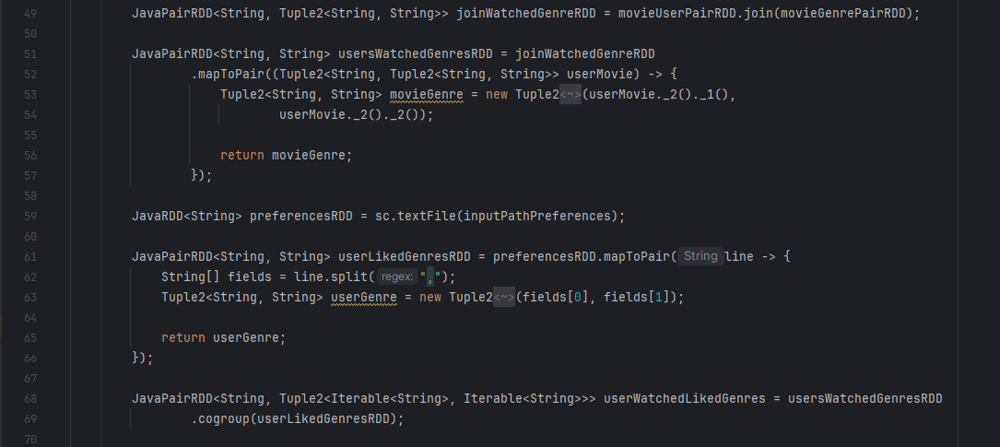 49 JavaPairRDD<String, Tuple2<String, String>> joinWatchedGenreRDD = movieUserPairRDD.join(movieGenrePairRDD);
50
51 JavaPairRDD<String, String> usersWatchedGenresRDD = joinWatchedGenreRDD
52 .mapToPair((Tuple2<String, Tuple2<String, String>> userMovie) -> {
53 Tuple2<String, String> movieGenre = new Tuple2<~>(userMovie._2()._1(),
54 userMovie._2()._2());
55
56 return movieGenre;
57 });
58
59 JavaRDD<String> preferencesRDD = sc.textFile(inputPathPreferences);
60
61 JavaPairRDD<String, String> userLikedGenresRDD = preferencesRDD.mapToPair( String line -> {
62 String[] fields = line.split( regex: ",");
63 Tuple2<String, String> userGenre = new Tuple2<~>(fields[0], fields[1]);
64
65 return userGenre;
66 });
67
68 JavaPairRDD<String, Tuple2<Iterable<String>, Iterable<String>>> userWatchedLikedGenres = usersWatchedGenresRDD
69 .cogroup(userLikedGenresRDD);
70